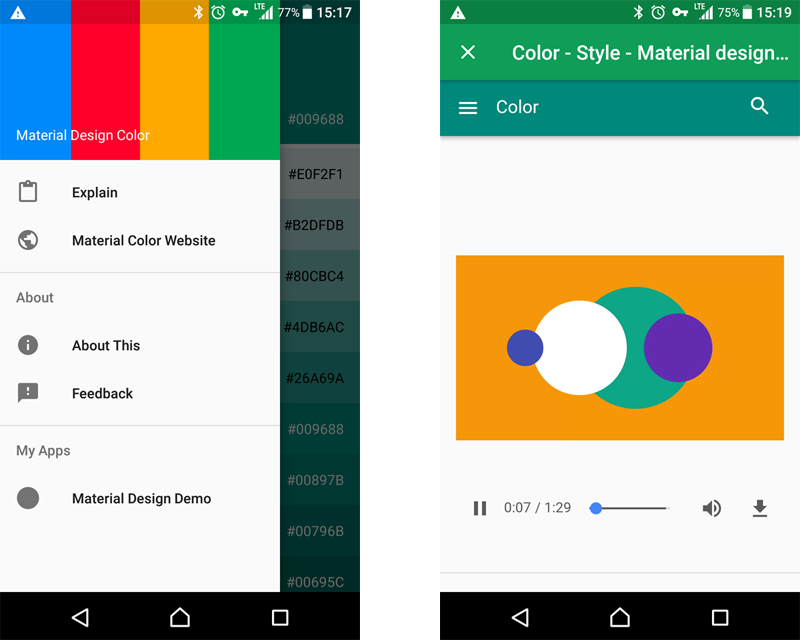 LTE 77% 15:17
Material Design Color
Explain
Material Color Website
About
About This
Feedback
My Apps
Material Design Demo
#009688
#E0F2F1
#B2DFDB
#80CBC4
#4DB6AC
#26A69A
#009688
#00897B
#00796B
#00695C
LTE 75% 15:19
Color - Style - Material design...
Color
0:07 / 1:29